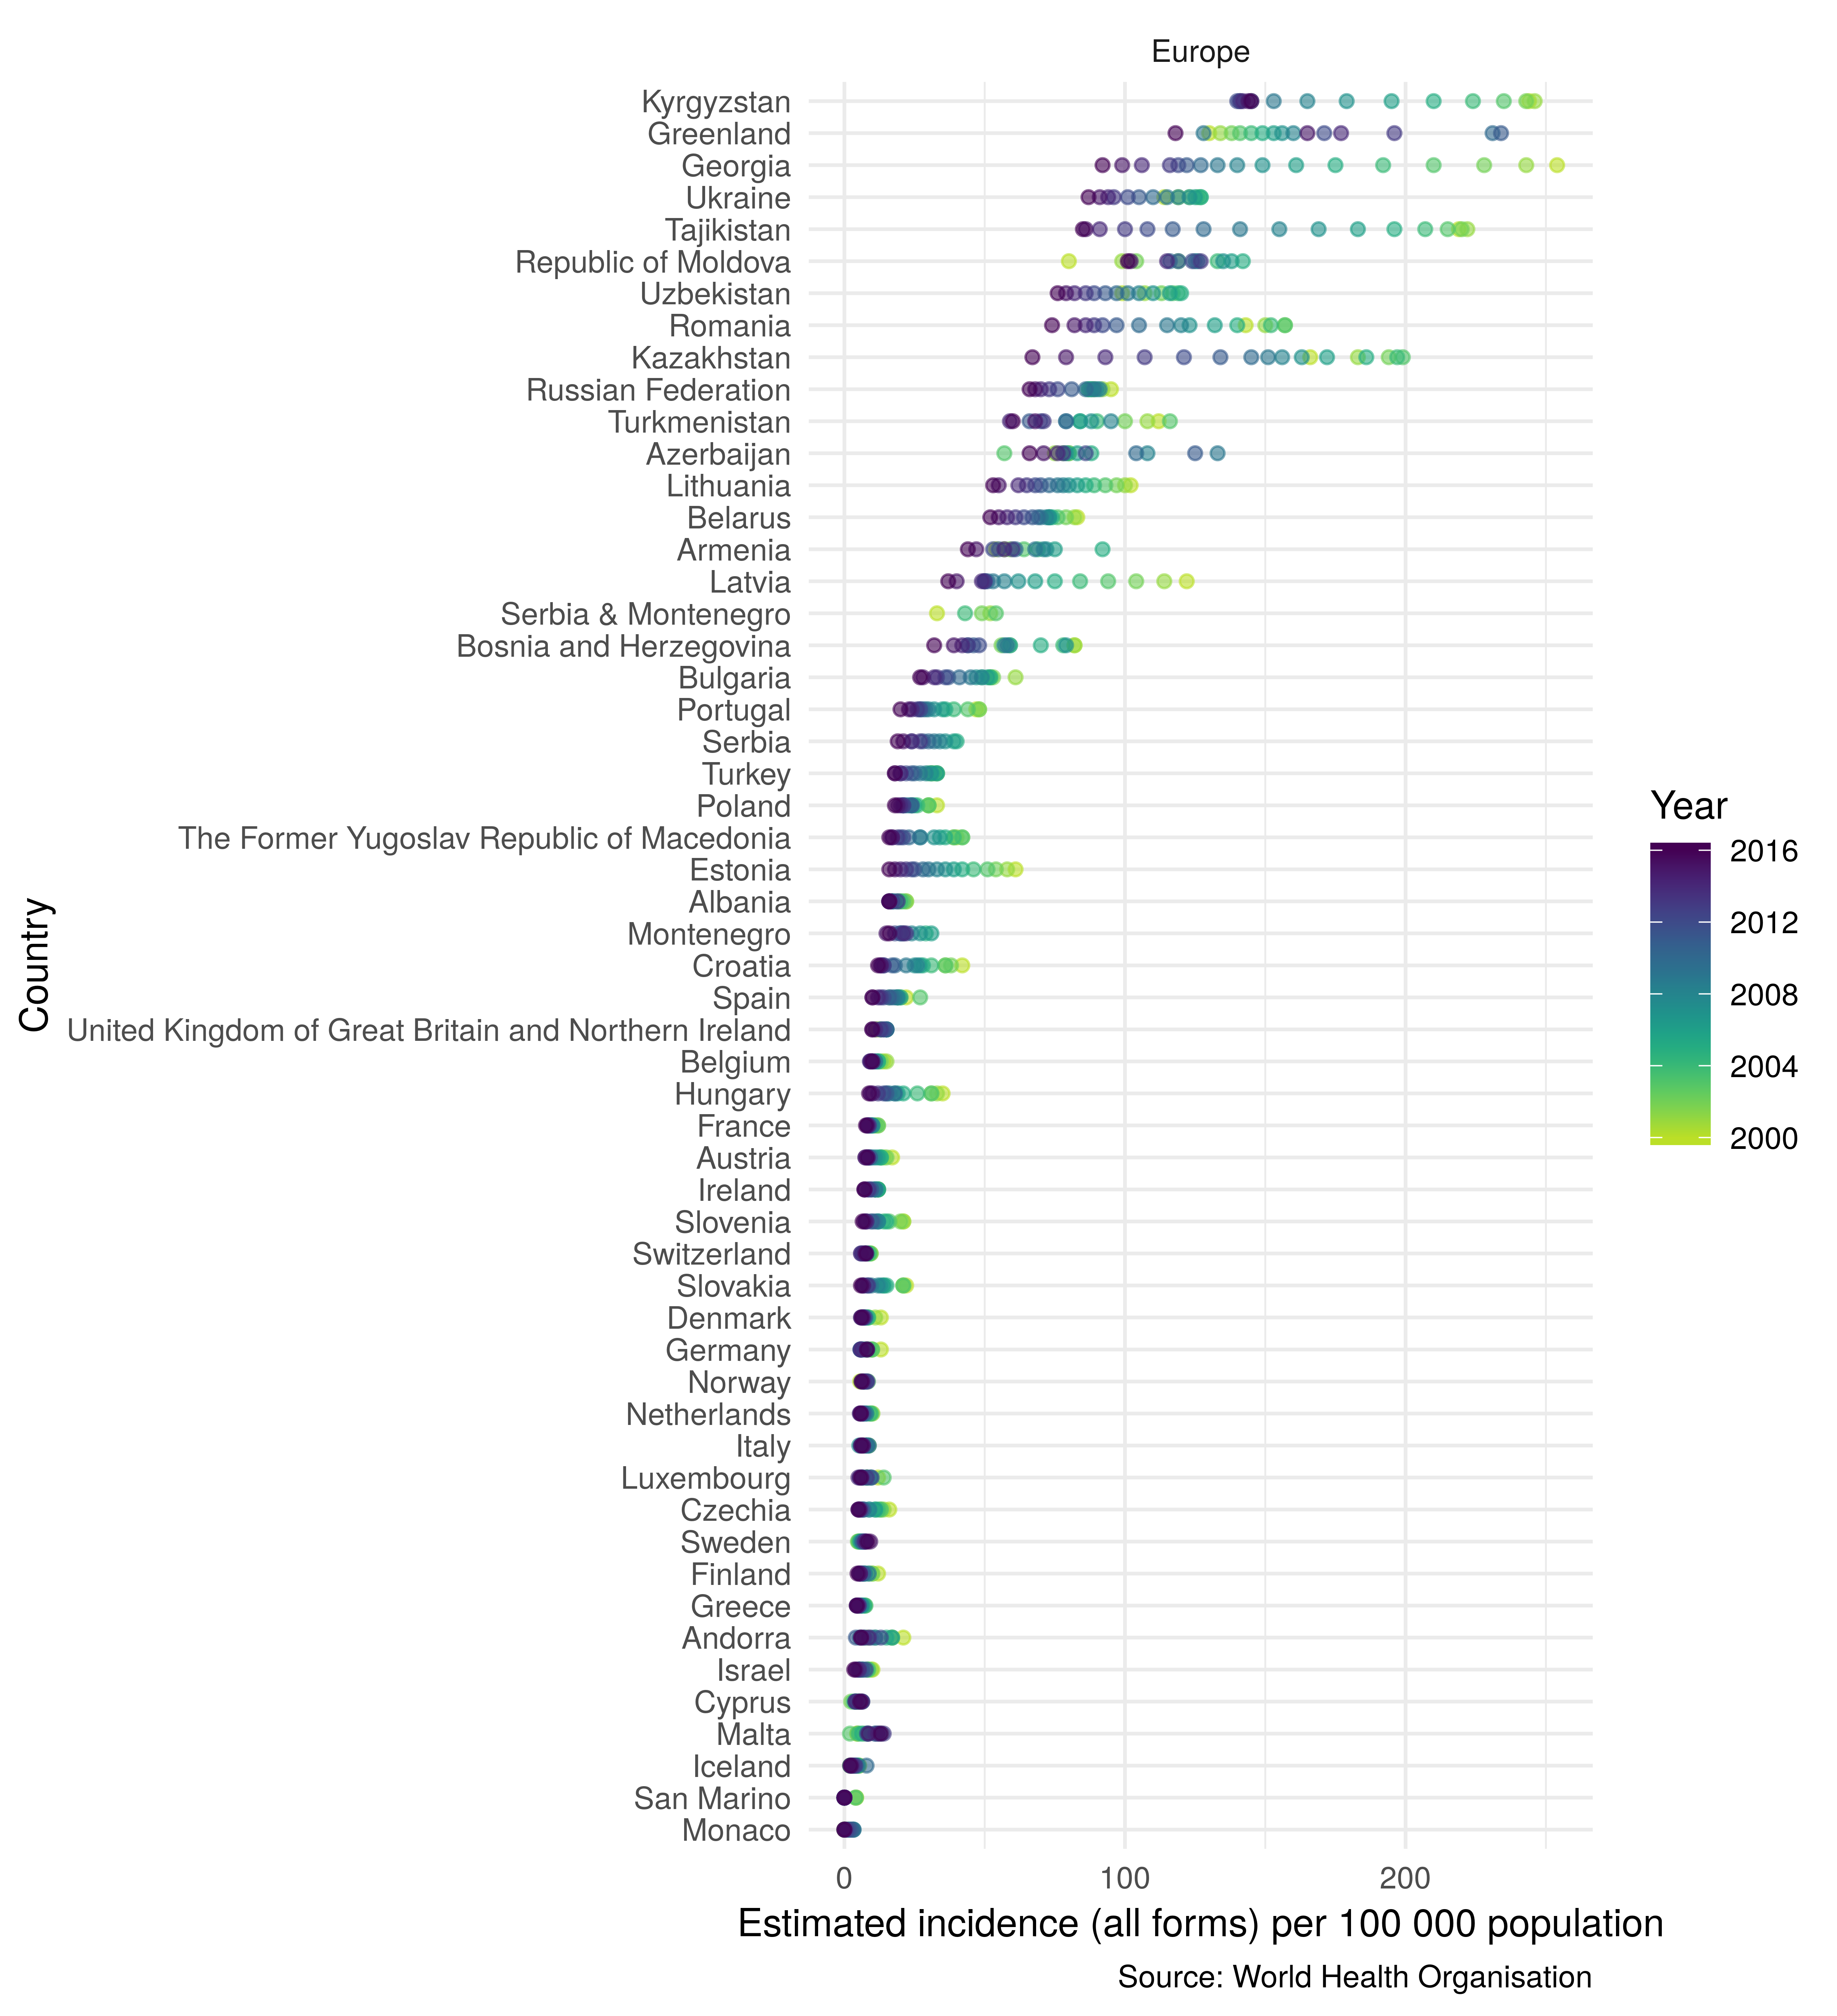 Europe
Kyrgyzstan
Greenland
Georgia
Ukraine
Tajikistan
Republic of Moldova
Uzbekistan
Romania
Kazakhstan
Russian Federation
Turkmenistan
Azerbaijan
Lithuania
Belarus
Armenia
Latvia
Serbia & Montenegro
Bosnia and Herzegovina
Bulgaria
Portugal
Serbia
Turkey
Poland
The Former Yugoslav Republic of Macedonia
Estonia
Albania
Montenegro
Croatia
Spain
United Kingdom of Great Britain and Northern Ireland
Belgium
Hungary
France
Austria
Ireland
Slovenia
Switzerland
Slovakia
Denmark
Germany
Norway
Netherlands
Italy
Luxembourg
Czechia
Sweden
Finland
Greece
Andorra
Israel
Cyprus
Malta
Iceland
San Marino
Monaco
Country
0 100 200
Estimated incidence (all forms) per 100 000 population
Source: World Health Organisation
Year
2016
2012
2008
2004
2000